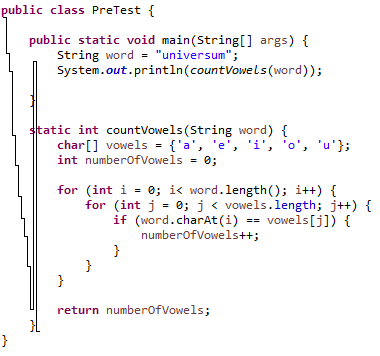 public class PreTest {
public static void main(String[] args) {
String word = "universum";
System.out.println(countVowels(word));
}
static int countVowels(String word) {
char[] vowels = {'a', 'e', 'i', 'o', 'u'};
int numberOfVowels = 0;
for (int i = 0; i< word.length(); i++) {
for (int j = 0; j < vowels.length; j++) {
if (word.charAt(i) == vowels[j]) {
numberOfVowels++;
}
}
}
return numberOfVowels;
}
}